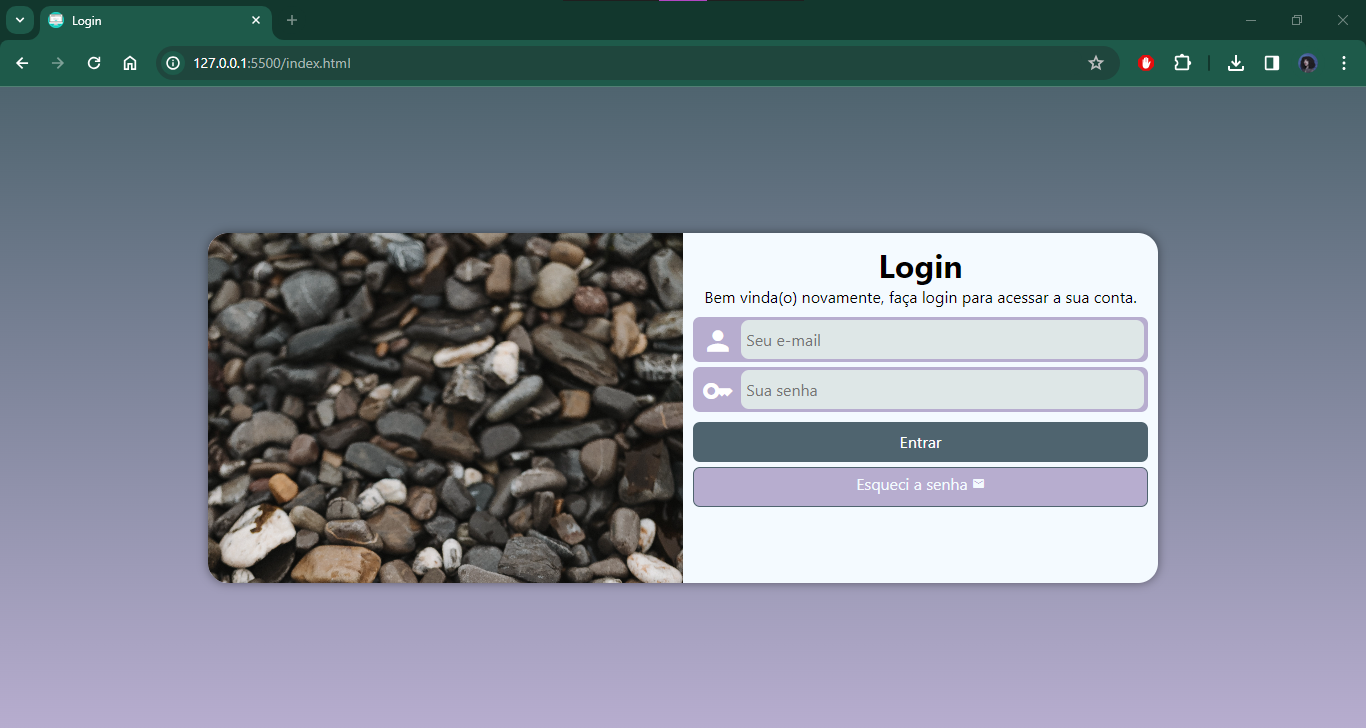 Login
127.0.0.1:5500/index.html
Login
Bem vinda(o) novamente, faça login para acessar a sua conta.
Seu e-mail
Sua senha
Entrar
Esqueci a senha